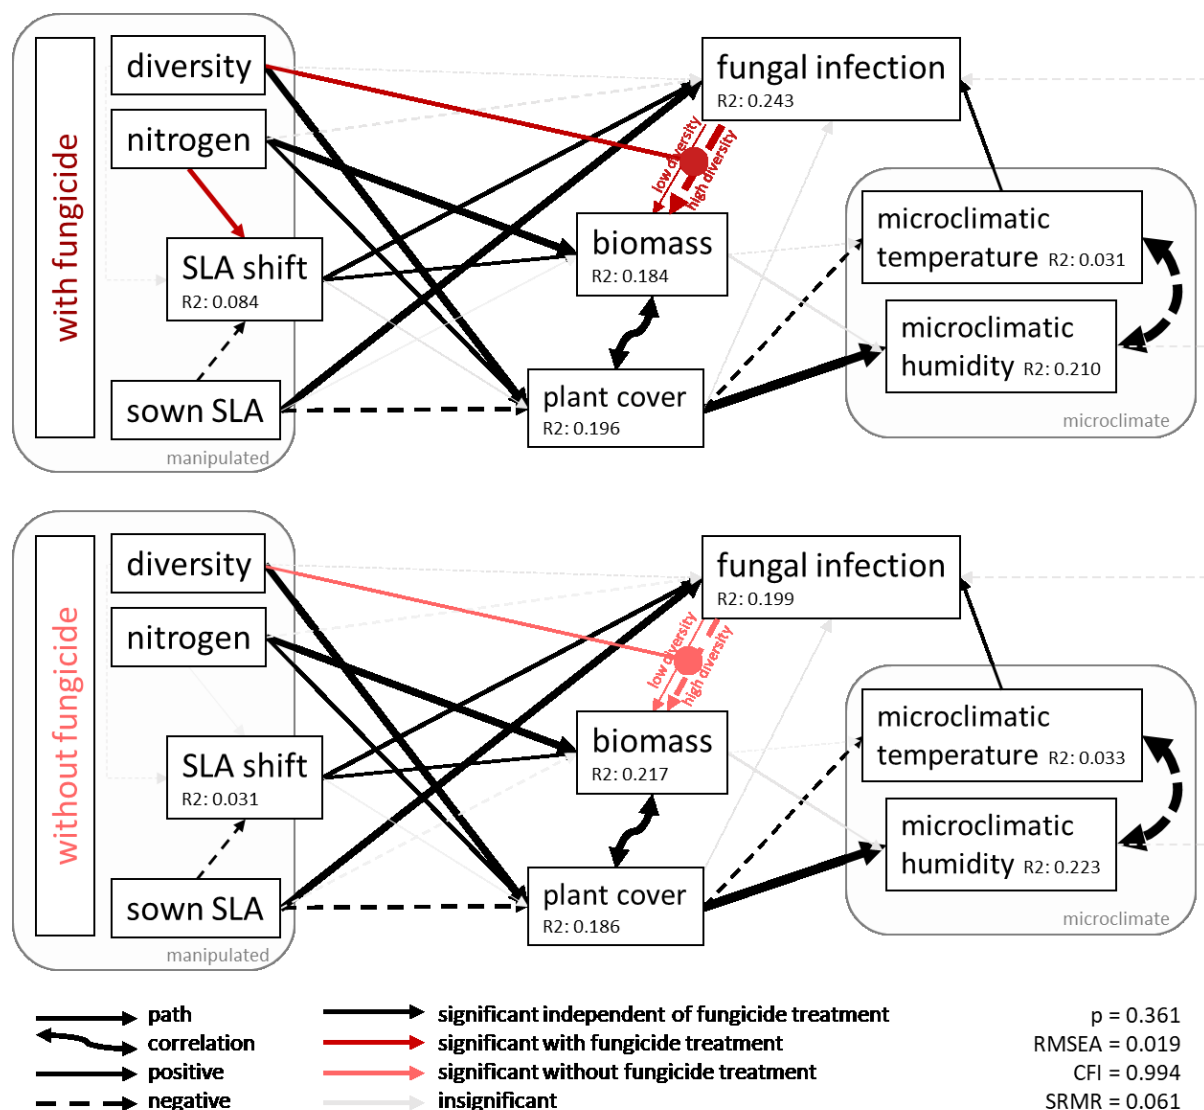 with fungicide
diversity
nitrogen
SLA shift
R2: 0.084
sown SLA
manipulated
fungal infection
R2: 0.243
low diversity
high diversity
biomass
R2: 0.184
plant cover
R2: 0.196
microclimatic
temperature R2: 0.031
microclimatic
humidity R2: 0.210
microclimate
without fungicide
diversity
nitrogen
SLA shift
R2: 0.031
sown SLA
manipulated
fungal infection
R2: 0.199
low diversity
high diversity
biomass
R2: 0.217
plant cover
R2: 0.186
microclimatic
temperature R2: 0.033
microclimatic
humidity R2: 0.223
microclimate
path
correlation
positive
negative
significant independent of fungicide treatment
significant with fungicide treatment
significant without fungicide treatment
insignificant
p = 0.361
RMSEA = 0.019
CFI = 0.994
SRMR = 0.061